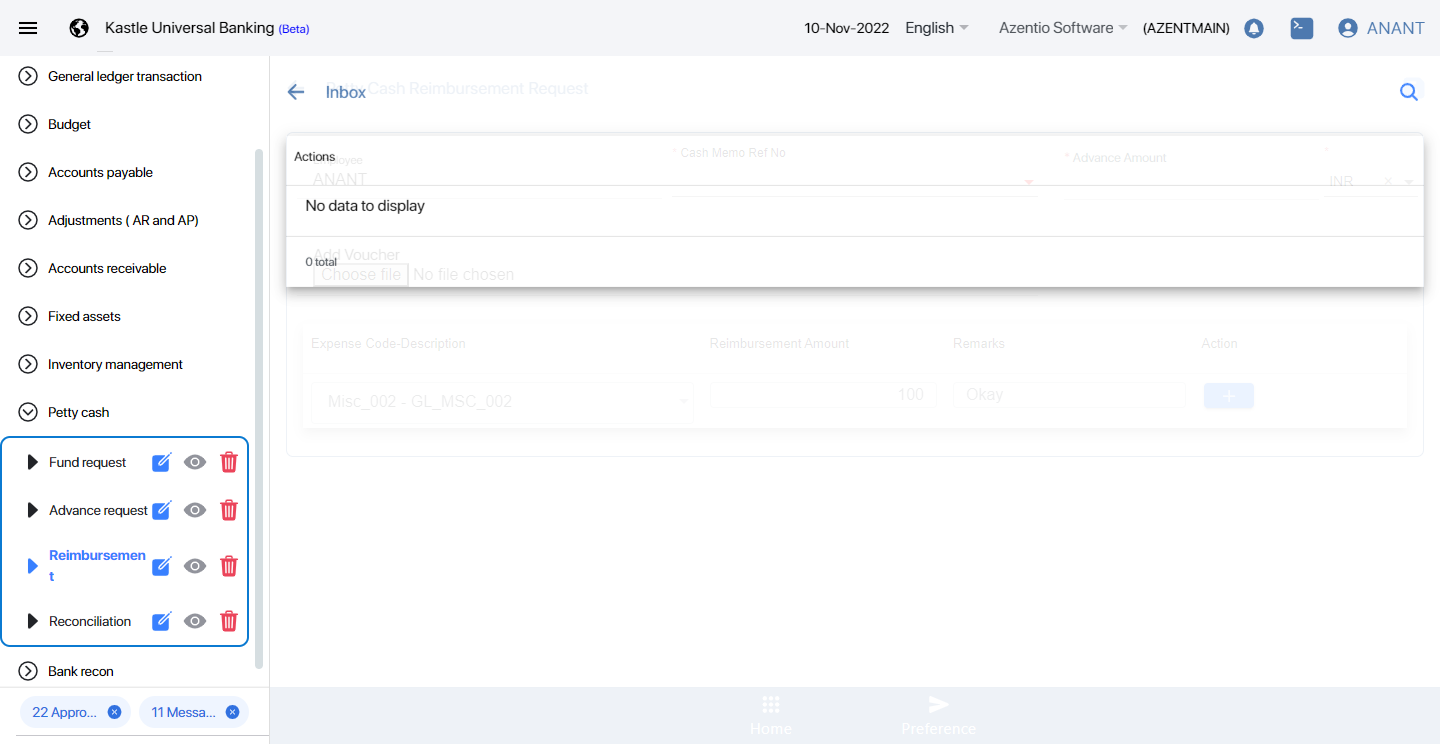 Kastle Universal Banking (Beta)
10-Nov-2022 English Azentio Software (AZENTMAIN) ANANT
General ledger transaction
Budget
Accounts payable
Adjustments ( AR and AP)
Accounts receivable
Fixed assets
Inventory management
Petty cash
Fund request
Advance request
Reimbursemen
t
Reconciliation
Bank recon
22 Appro...
11 Messa...
Inbox
Petty Cash Reimbursement Request
Actions
Employee
* Cash Memo Ref No
* Advance Amount
*
ANANT
INR
No data to display
Add Voucher
0 total
Choose file No file chosen
Expense Code-Description Reimbursement Amount Remarks Action
Misc_002 - GL_MSC_002 100 Okay
Home Preference